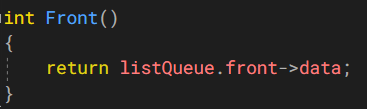 int Front()
{
    return listQueue.front->data;
}